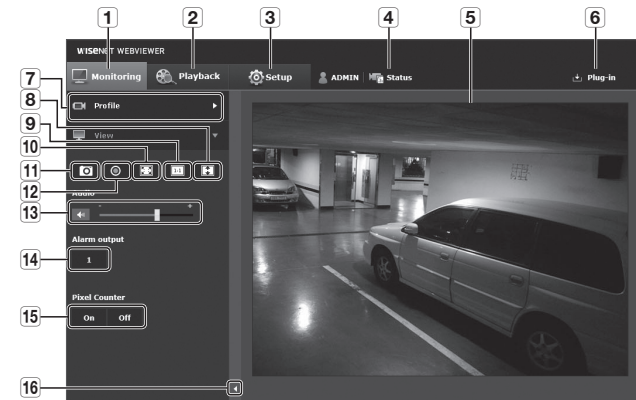 1 2 3 4 5 6
WISENET WEBVIEWER
Monitoring Playback Setup ADMIN Status Plug-in
7 Profile
8 View
9
10
11 1:1
12 Audio
13 - +
Alarm output
14 1
Pixel Counter
15 On Off
16